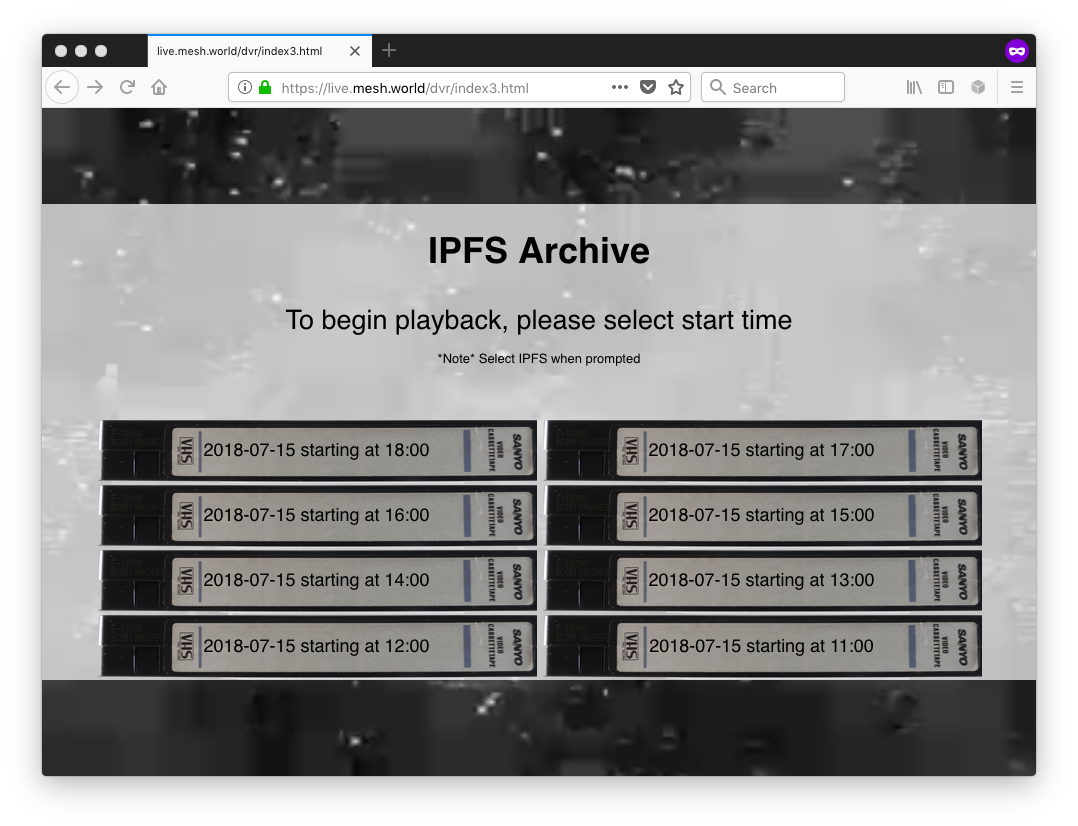 live.mesh.world/dvr/index3.html
https://live.mesh.world/dvr/index3.html
Search
IPFS Archive
To begin playback, please select start time
*Note* Select IPFS when prompted
VHS 2018-07-15 starting at 18:00 VIDEO CASSETTETAPE SANYO
VHS 2018-07-15 starting at 17:00 VIDEO CASSETTETAPE SANYO
VHS 2018-07-15 starting at 16:00 VIDEO CASSETTETAPE SANYO
VHS 2018-07-15 starting at 15:00 VIDEO CASSETTETAPE SANYO
VHS 2018-07-15 starting at 14:00 VIDEO CASSETTETAPE SANYO
VHS 2018-07-15 starting at 13:00 VIDEO CASSETTETAPE SANYO
VHS 2018-07-15 starting at 12:00 VIDEO CASSETTETAPE SANYO
VHS 2018-07-15 starting at 11:00 VIDEO CASSETTETAPE SANYO